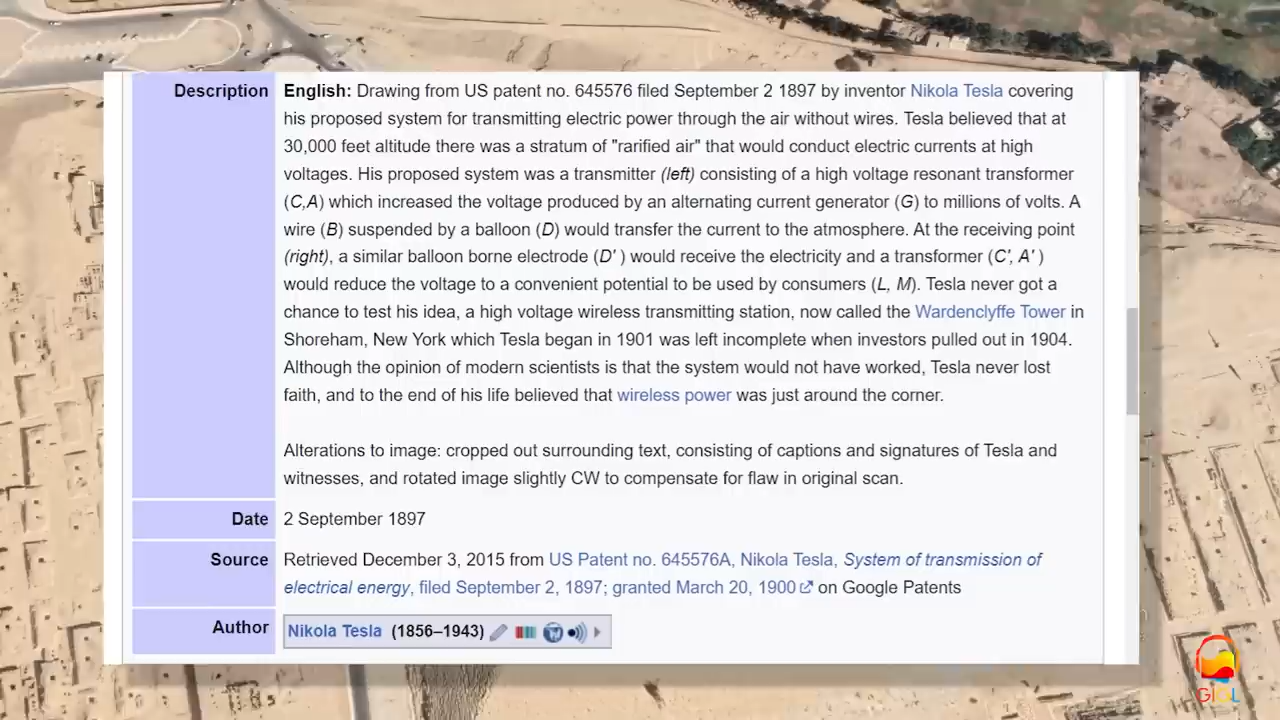 Description
English: Drawing from US patent no. 645576 filed September 2 1897 by inventor Nikola Tesla covering
his proposed system for transmitting electric power through the air without wires. Tesla believed that at
30,000 feet altitude there was a stratum of "rarified air" that would conduct electric currents at high
voltages. His proposed system was a transmitter (left) consisting of a high voltage resonant transformer
(C,A) which increased the voltage produced by an alternating current generator (G) to millions of volts. A
wire (B) suspended by a balloon (D) would transfer the current to the atmosphere. At the receiving point
(right), a similar balloon borne electrode (D' ) would receive the electricity and a transformer (C', A' )
would reduce the voltage to a convenient potential to be used by consumers (L, M). Tesla never got a
chance to test his idea, a high voltage wireless transmitting station, now called the Wardenclyffe Tower in
Shoreham, New York which Tesla began in 1901 was left incomplete when investors pulled out in 1904.
Although the opinion of modern scientists is that the system would not have worked, Tesla never lost
faith, and to the end of his life believed that wireless power was just around the corner.
Alterations to image: cropped out surrounding text, consisting of captions and signatures of Tesla and
witnesses, and rotated image slightly CW to compensate for flaw in original scan.
Date
2 September 1897
Source
Retrieved December 3, 2015 from US Patent no. 645576A, Nikola Tesla, System of transmission of
electrical energy, filed September 2, 1897; granted March 20, 1900 on Google Patents
Author
Nikola Tesla (1856–1943)